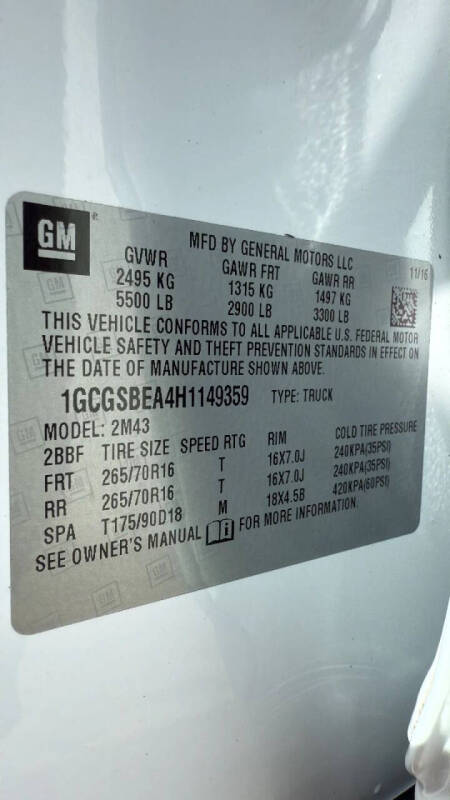 GM
MFD BY GENERAL MOTORS LLC
11/16
GVWR GAWR FRT GAWR RR
2495 KG 1315 KG 1497 KG
5500 LB 2900 LB 3300 LB
THIS VEHICLE CONFORMS TO ALL APPLICABLE U.S. FEDERAL MOTOR
VEHICLE SAFETY AND THEFT PREVENTION STANDARDS IN EFFECT ON
THE DATE OF MANUFACTURE SHOWN ABOVE.
1GCGSBEA4H1149359 TYPE: TRUCK
MODEL: 2M43
2BBF TIRE SIZE SPEED RTG RIM COLD TIRE PRESSURE
FRT 265/70R16 T 16X7.0J 240KPA(35PSI)
RR 265/70R16 T 16X7.0J 240KPA(35PSI)
SPA T175/90D18 M 18X4.5B 420KPA(60PSI)
SEE OWNER'S MANUAL FOR MORE INFORMATION.